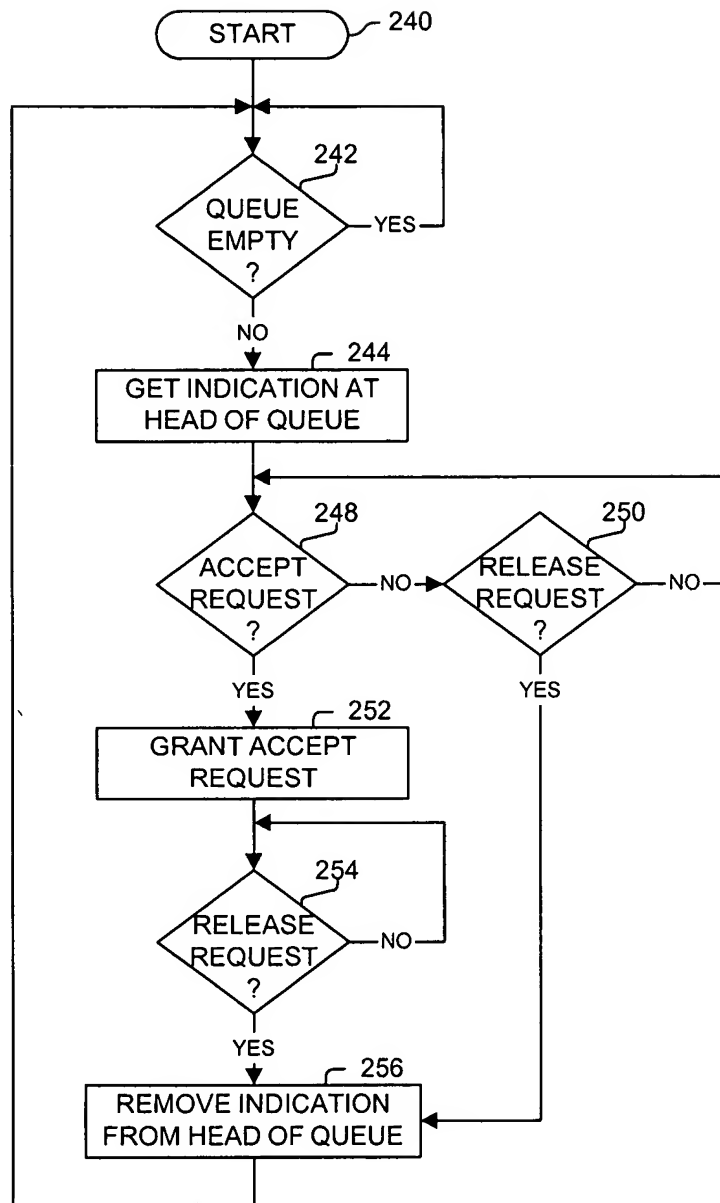 START
240
242
QUEUE
EMPTY
?
YES
NO
244
GET INDICATION AT
HEAD OF QUEUE
248
ACCEPT
REQUEST
?
NO
250
RELEASE
REQUEST
?
NO
YES
YES
252
GRANT ACCEPT
REQUEST
254
RELEASE
REQUEST
?
NO
YES
256
REMOVE INDICATION
FROM HEAD OF QUEUE